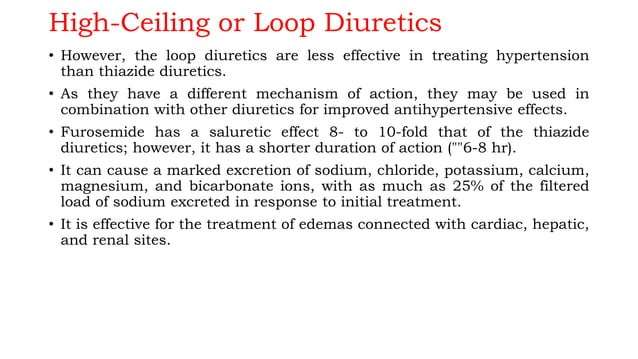 High-Ceiling or Loop Diuretics
• However, the loop diuretics are less effective in treating hypertension
than thiazide diuretics.
• As they have a different mechanism of action, they may be used in
combination with other diuretics for improved antihypertensive effects.
• Furosemide has a saluretic effect 8- to 10-fold that of the thiazide
diuretics; however, it has a shorter duration of action (""6-8 hr).
• It can cause a marked excretion of sodium, chloride, potassium, calcium,
magnesium, and bicarbonate ions, with as much as 25% of the filtered
load of sodium excreted in response to initial treatment.
• It is effective for the treatment of edemas connected with cardiac, hepatic,
and renal sites.